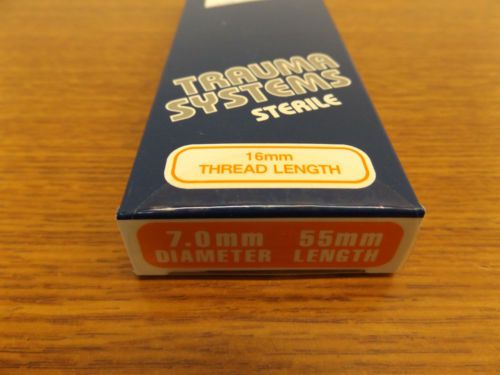 TRAUMA
SYSTEMS
STERILE
16mm
THREAD LENGTH
7.0mm 55mm
DIAMETER LENGTH